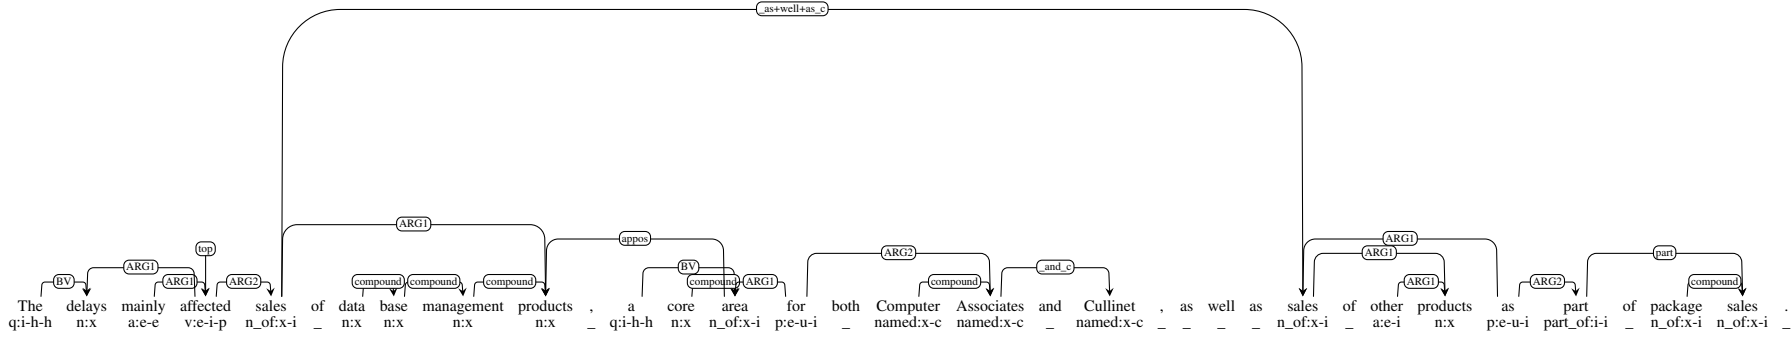 _as+well+as_c
ARG1
top appos ARG1
ARG1 BV ARG2 _and_c ARG1 part
BV ARG1 ARG2 compound compound compound compound ARG1 compound ARG1 ARG2 compound
The delays mainly affected sales of data base management products , a core area for both Computer Associates and Cullinet , as well as sales of other products as part of package sales .
q:i-h-h n:x a:e-e v:e-i-p n_of:x-i _ n:x n:x n:x n:x _ q:i-h-h n:x n_of:x-i p:e-u-i _ named:x-c named:x-c _ named:x-c _ _ _ _ n_of:x-i _ a:e-i n:x p:e-u-i part_of:i-i _ n_of:x-i n_of:x-i _